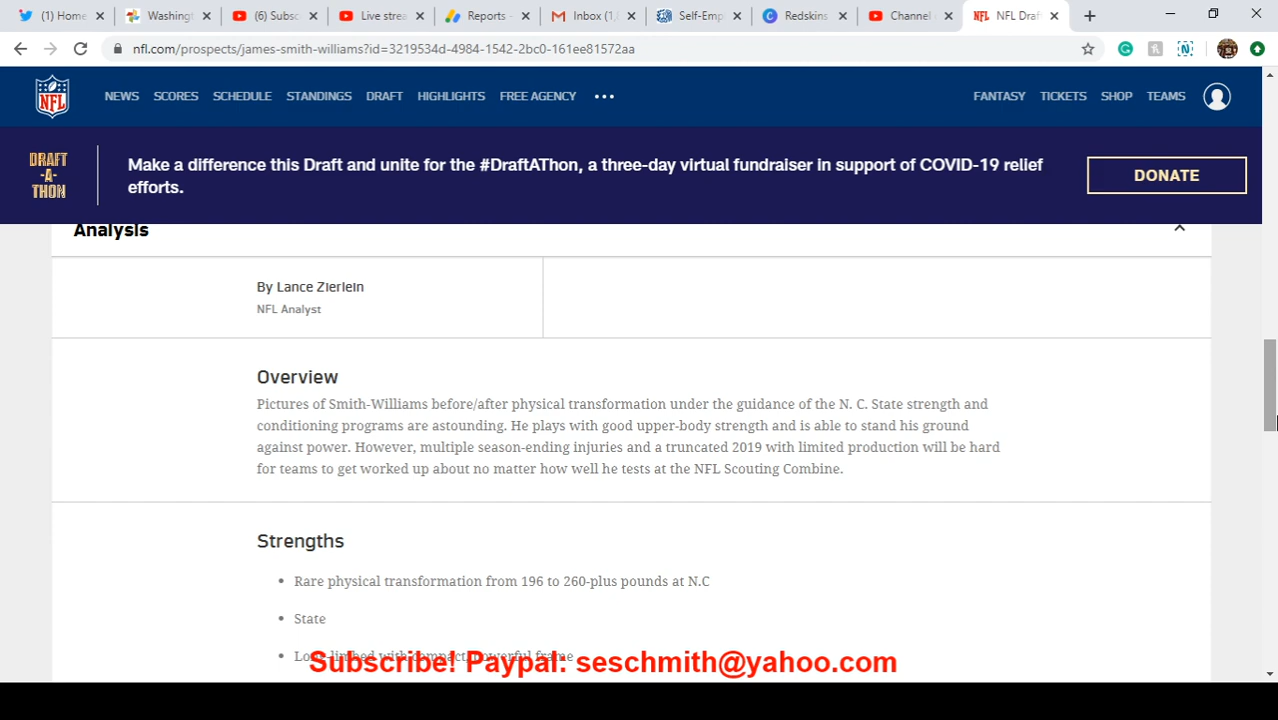 (1) Home
Washingt
(6) Subsc
Live strea
Reports -
Inbox (1,
Self-Emp
Redskins
Channel
NFL Draf
nfl.com/prospects/james-smith-williams?id=3219534d-4984-1542-2bc0-161ee81572aa
NFL
NEWS SCORES SCHEDULE STANDINGS DRAFT HIGHLIGHTS FREE AGENCY ••• FANTASY TICKETS SHOP TEAMS
DRAFT
-A-
THON
Make a difference this Draft and unite for the #DraftAThon, a three-day virtual fundraiser in support of COVID-19 relief
efforts.
DONATE
Analysis
By Lance Zierlein
NFL Analyst
Overview
Pictures of Smith-Williams before/after physical transformation under the guidance of the N. C. State strength and
conditioning programs are astounding. He plays with good upper-body strength and is able to stand his ground
against power. However, multiple season-ending injuries and a truncated 2019 with limited production will be hard
for teams to get worked up about no matter how well he tests at the NFL Scouting Combine.
Strengths
• Rare physical transformation from 196 to 260-plus pounds at N.C
• State
• Long-limbed with compact, powerful frame
Subscribe! Paypal: seschmith@yahoo.com